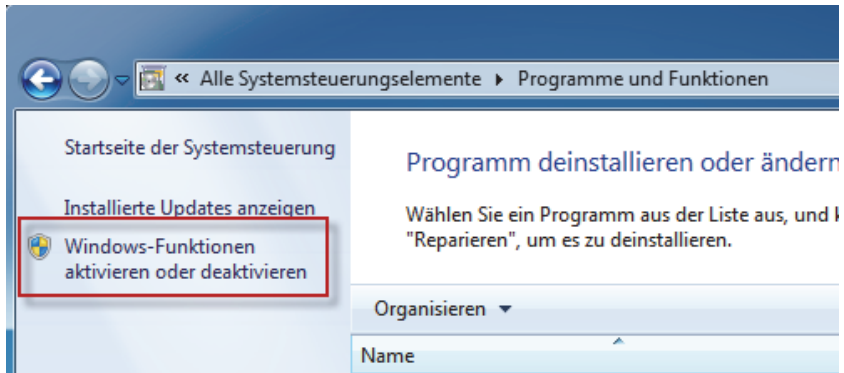 « Alle Systemsteuerungselemente ▸ Programme und Funktionen
Startseite der Systemsteuerung
Installierte Updates anzeigen
Windows-Funktionen
aktivieren oder deaktivieren
Programm deinstallieren oder ändern
Wählen Sie ein Programm aus der Liste aus, und
"Reparieren", um es zu deinstallieren.
Organisieren
Name